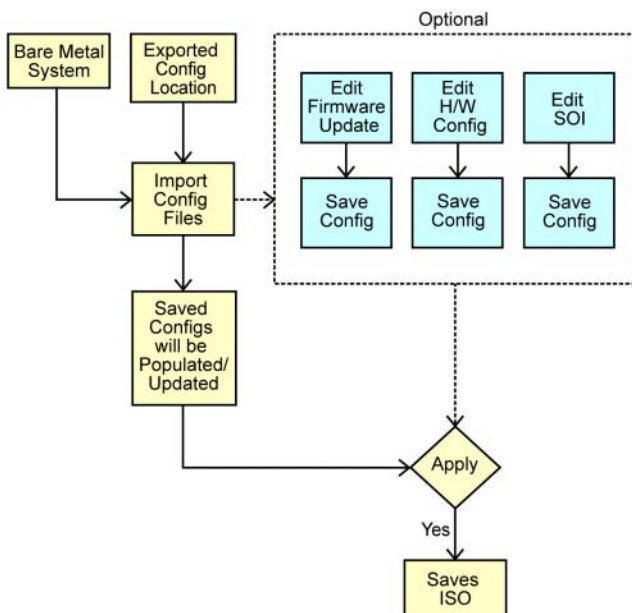 Optional
Bare Metal
System
Exported
Config
Location
Edit
Firmware
Update
Edit
H/W
Config
Edit
SOI
Import
Config
Files
Save
Config
Save
Config
Save
Config
Saved
Configs
will be
Populated/
Updated
Apply
Yes
Saves
ISO